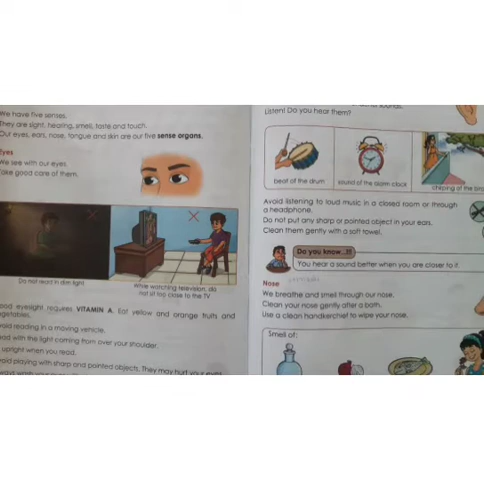 We have five senses.
They are sight, hearing, smell, taste and touch.
Our eyes, ears, nose, tongue and skin are our five sense organs.
Eyes
We see with our eyes.
Take good care of them.
Do not read in dim light
While watching television, do
not sit too close to the TV
eyesight requires VITAMIN A. Eat yellow and orange fruits and
reading in a moving vehicle.
with the light coming from over your shoulder.
upright when you read.
playing with sharp and pointed objects. They may hurt your eyes.
sounds.
Listen! Do you hear them?
beat of the drum
sound of the alarm clock
chirping of the
Avoid listening to loud music in a closed room or through
a headphone.
Do not put any sharp or pointed object in your ears.
Clean them gently with a soft towel.
Do you know...?!
You hear a sound better when you are closer to it.
Nose
We breathe and smell through our nose.
Clean your nose gently after a bath.
Use a clean handkerchief to wipe your nose.
Smell of: